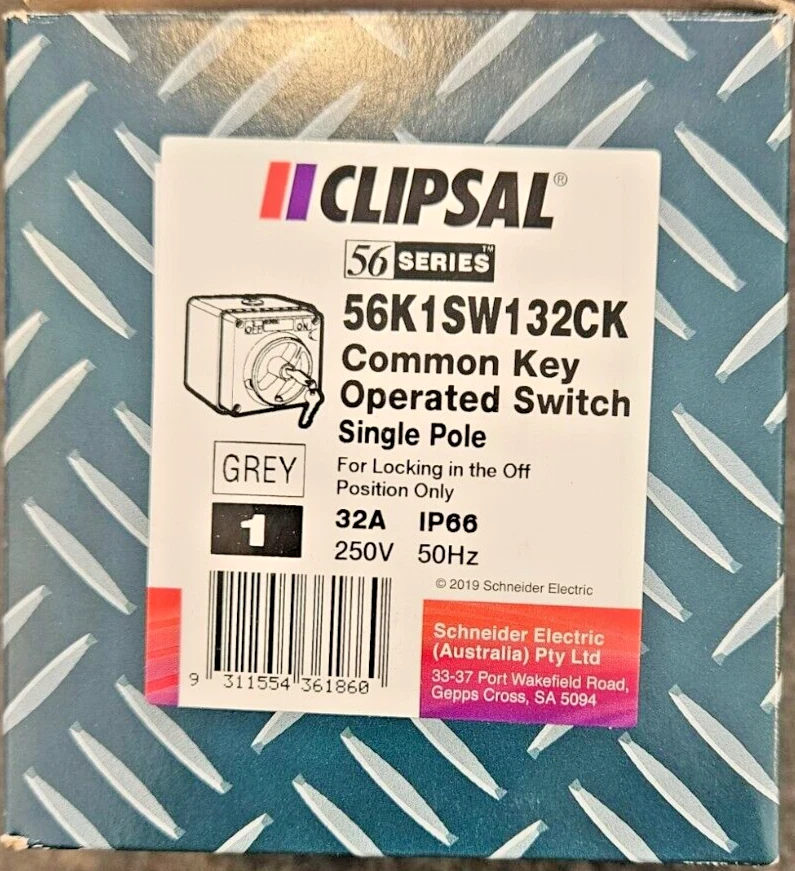 CLIPSAL®
56 SERIES™
56K1SW132CK
Common Key
Operated Switch
Single Pole
OFF ON
GREY
For Locking in the Off
Position Only
1
32A IP66
250V 50Hz
© 2019 Schneider Electric
9 311554 361860
Schneider Electric
(Australia) Pty Ltd
33-37 Port Wakefield Road,
Gepps Cross, SA 5094